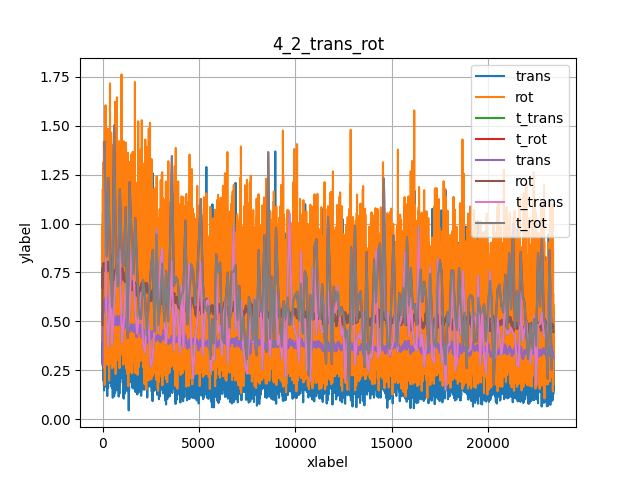 4_2_trans_rot
1.75
1.50
1.25
1.00
0.75
0.50
0.25
0.00
ylabel
0
5000
10000
15000
20000
xlabel
trans
rot
t_trans
t_rot
trans
rot
t_trans
t_rot